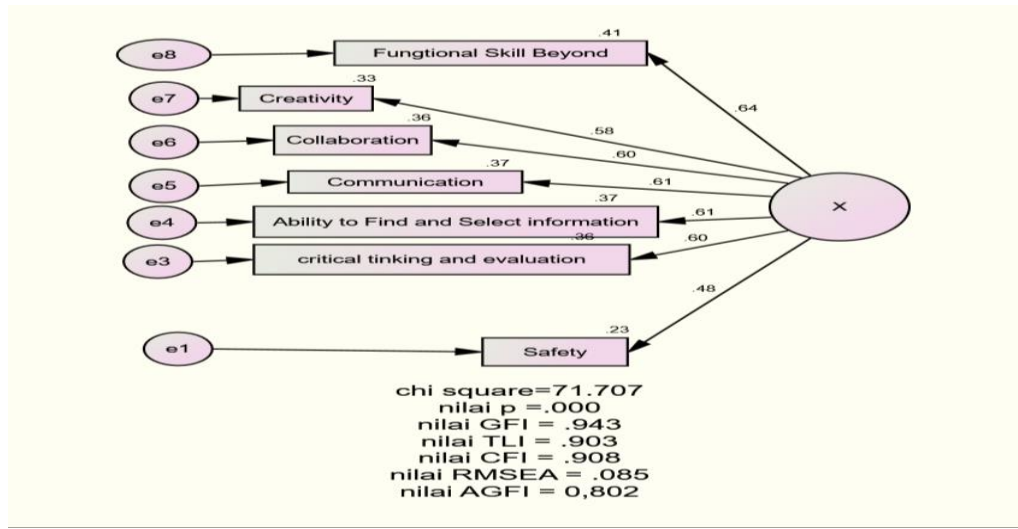 .41
e8 Fungtional Skill Beyond
.33
.64
e7 Creativity
.36
.58
e6 Collaboration
.60
.37
e5 Communication
.61
.37
X
e4 Ability to Find and Select information
.61
.36
.60
e3 critical tinking and evaluation
.48
.23
e1 Safety
chi square=71.707
nilai p =.000
nilai GFI = .943
nilai TLI = .903
nilai CFI = .908
nilai RMSEA = .085
nilai AGFI = 0,802